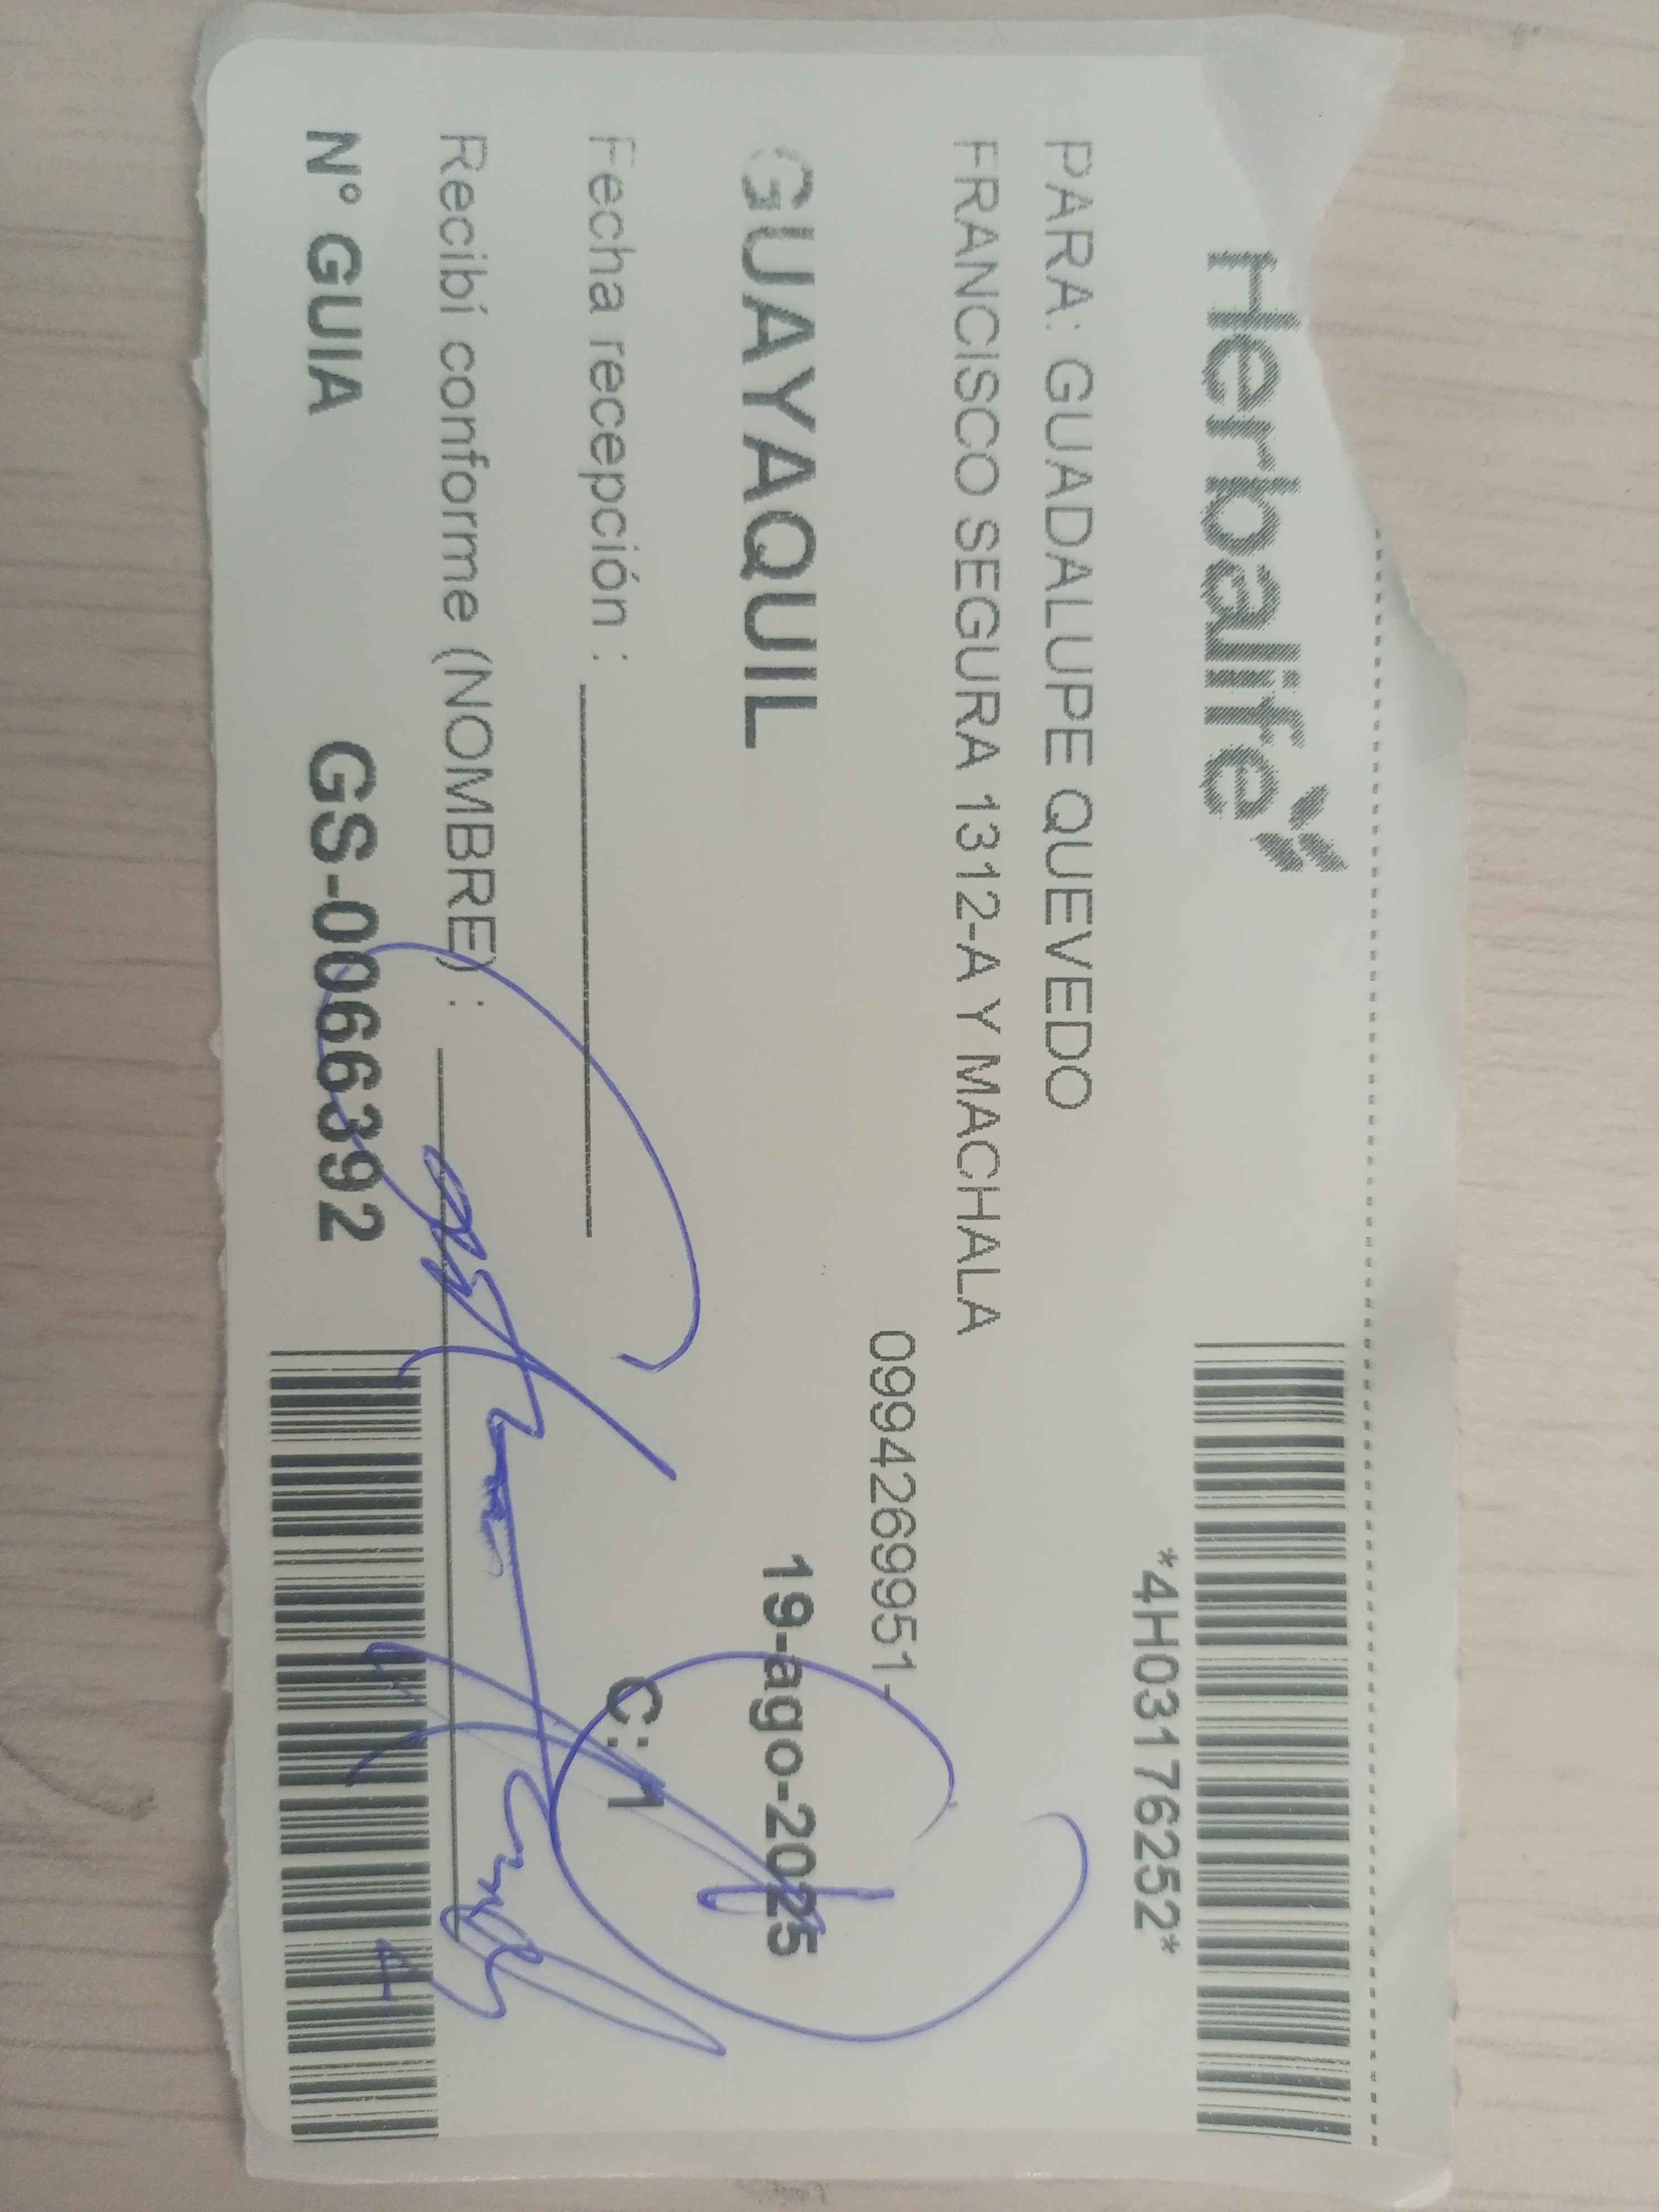 Herbalife
*4H03176252*
PARA: GUADALUPE QUEVEDO
FRANCISCO SEGURA 1312-A Y MACHALA
0994269951-
GUAYAQUIL
19-ago-2025
Fecha recepción :
C:1
Recibí conforme (NOMBRE) :
N° GUIA GS-0066392